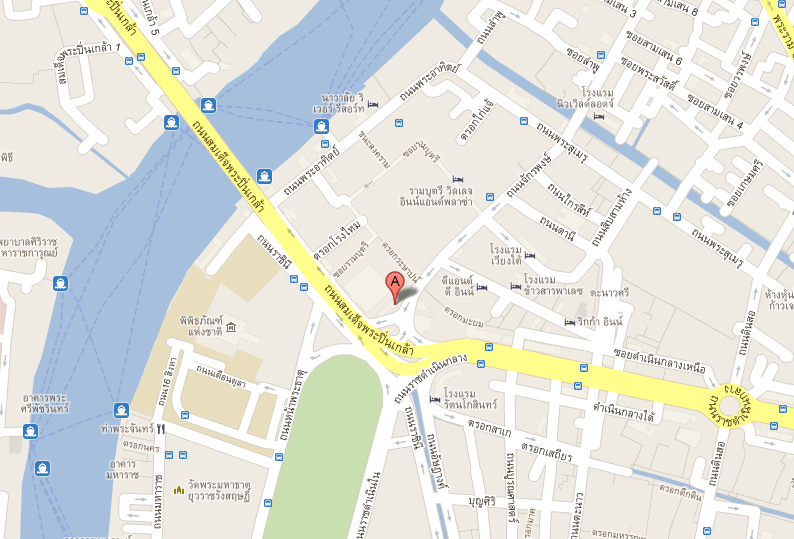 พระปิ่นเกล้า 1
ถนนสมเด็จพระปิ่นเกล้า
ถนนลำพู
ซอยสามเสน 3
ซอยสามเสน 8
ซอยสามเสน 6
ซอยลำพู
ซอยพระสวัสดิ์
ซอยวรพงษ์
ซอยสามเสน 4
ถนนพระอาทิตย์
นาวาลัย รี
เวอร์ รีสอร์ท
โรงแรม
นิวเวิลด์ลอดจ์
ตรอกไก่แจ้
ถนนพระสุเมรุ
ชนะสงคราม
ซอยรามบุตรี
ถนนพระอาทิตย์
รามบุตรี วิลเลจ
อินน์แอนด์พลาซ่า
ถนนจักรพงษ์
ถนนไกรสีห์
ถนนตานี
ถนนสิบสามห้าง
ซอยเกษมศรี
ถนนพระสุเมรุ
ตรอกโรงไหม
ถนนราชินี
ซอยรามบุตรี
ถนนสมเด็จพระปิ่นเกล้า
A
โรงแรม
เวียงใต้
ดีแอนด์
ดี อินน์
โรงแรม
ข้าวสารพาเลซ
ตะนาวศรี
ริกก้า อินน์
ตรอกมะยม
พิพิธภัณฑ์
แห่งชาติ
ถนน16 สิงหา
ถนนเดือนตุลา
ถนนหน้าพระธาตุ
ถนนราชดำเนินกลาง
ซอยดำเนินกลางเหนือ
ดำเนินกลางใต้
ถนนดินสอ
ถนนราชดำเนินกลาง
โรงแรม
รัตนโกสินทร์
ตรอกสาเก
ตรอกเสถียร
ถนนราชินี
ถนนอัษฎางค์
ถนนบูรณศาสตร์
ถนนตะนาว
ถนนดินสอ
ตรอกตึกดิน
บุญศิริ
ถนนราชดำเนินใน
อาคารพระ
ศรีพัชรินทร์
ท่าพระจันทร์
ตรอกนคร
อาคาร
มหาราช
ถนนมหาราช
วัดพระมหาธาตุ
ยุวราชรังสฤษฎิ์